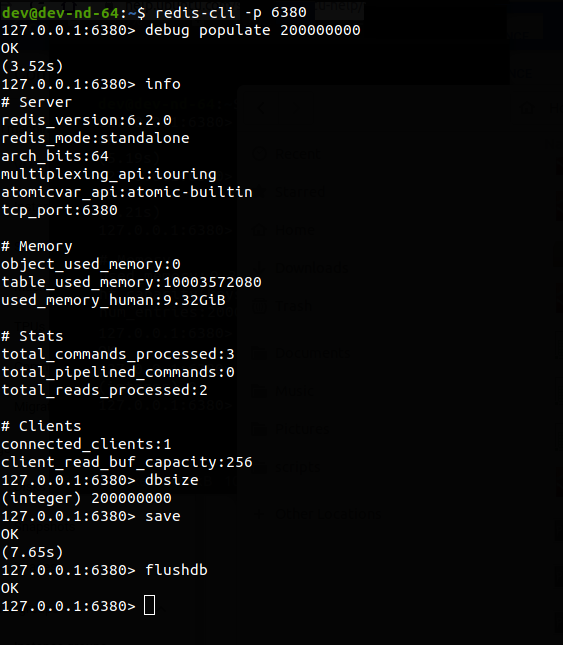 dev@dev-nd-64:~$ redis-cli -p 6380
127.0.0.1:6380> debug populate 200000000
OK
(3.52s)
127.0.0.1:6380> info
# Server
redis_version:6.2.0
redis_mode:standalone
arch_bits:64
multiplexing_api:iouring
atomicvar_api:atomic-builtin
tcp_port:6380

# Memory
object_used_memory:0
table_used_memory:10003572080
used_memory_human:9.32GiB

# Stats
total_commands_processed:3
total_pipelined_commands:0
total_reads_processed:2

# Clients
connected_clients:1
client_read_buf_capacity:256
127.0.0.1:6380> dbsize
(integer) 200000000
127.0.0.1:6380> save
OK
(7.65s)
127.0.0.1:6380> flushdb
OK
127.0.0.1:6380>